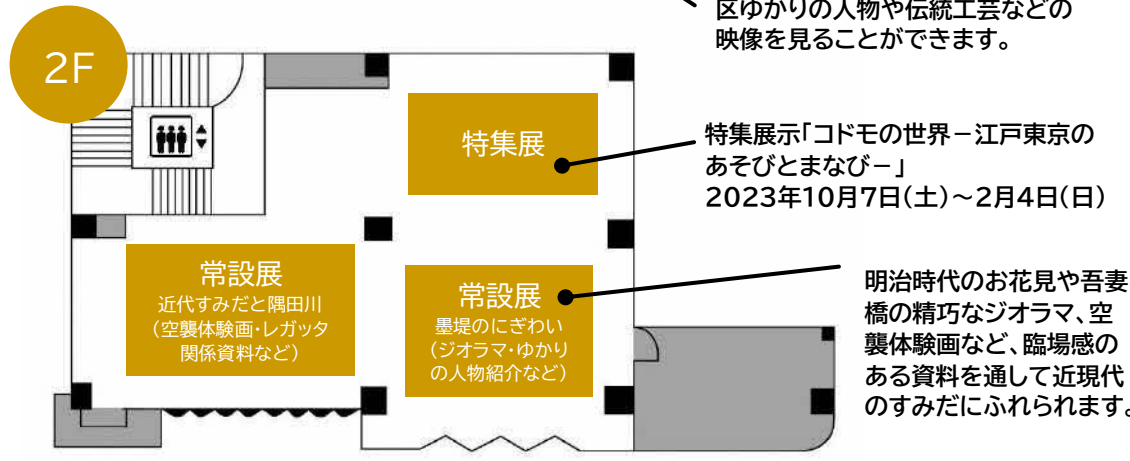 区ゆかりの人物や伝統工芸などの
映像を見ることができます。
2F
特集展
特集展示「コドモの世界－江戸東京の
あそびとまなび－」
2023年10月7日(土)～2月4日(日)
常設展
近代すみだと隅田川
(空襲体験画・レガッタ
関係資料など)
常設展
墨堤のにぎわい
(ジオラマ・ゆかり
の人物紹介など)
明治時代のお花見や吾妻
橋の精巧なジオラマ、空
襲体験画など、臨場感の
ある資料を通して近現代
のすみだにふれられます。